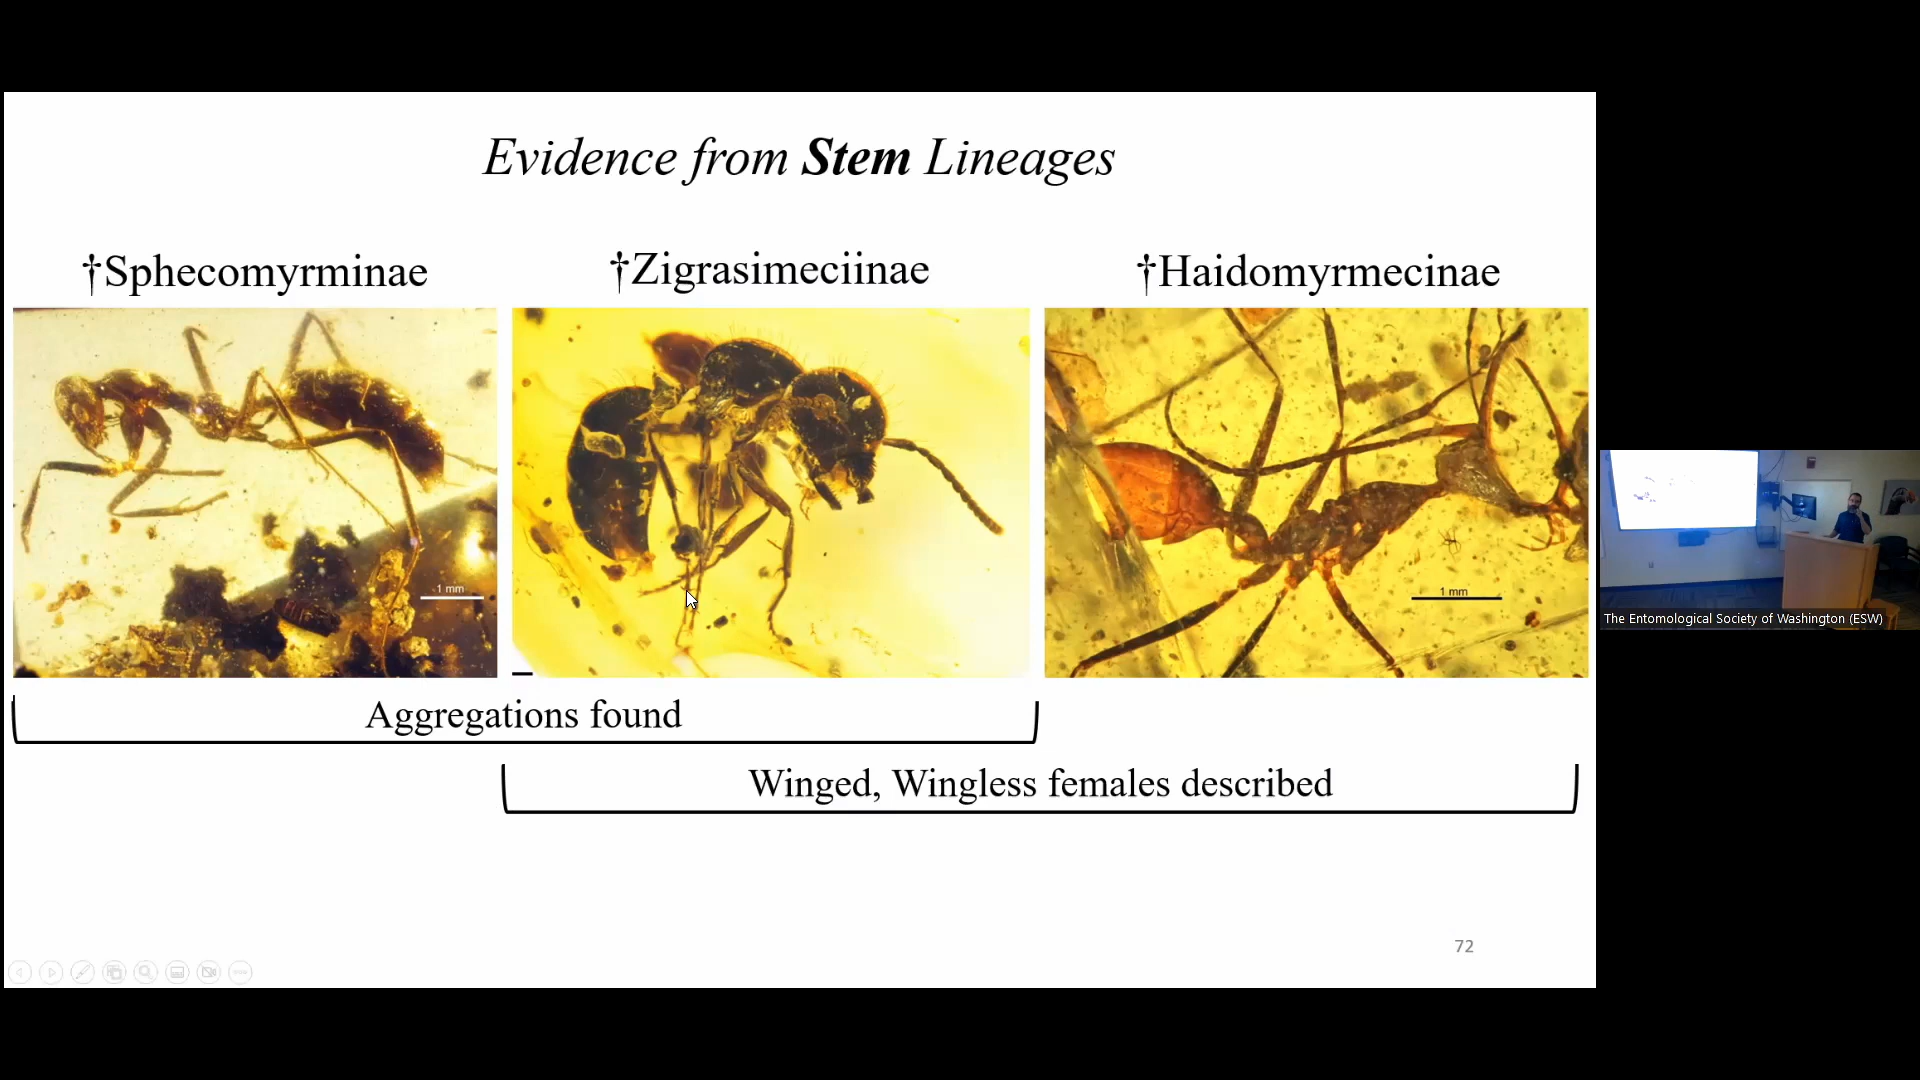 Evidence from Stem Lineages
†Sphecomyrminae
†Zigrasimeciinae
†Haidomyrmecinae
1 mm
1 mm
Aggregations found
Winged, Wingless females described
72
The Entomological Society of Washington (ESW)